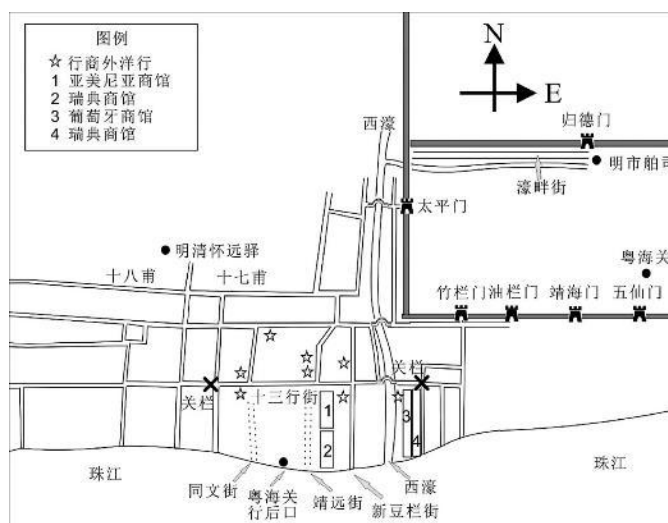 图例
☆行商外洋行
1 亚美尼亚商馆
2 瑞典商馆
3 葡萄牙商馆
4 瑞典商馆
N
E
归德门
西濠
明市舶司
濠畔街
太平门
明清怀远驿
粤海关
十八甫
十七甫
竹栏门
油栏门
靖海门
五仙门
关栏
关栏
十三行街
1
3
2
4
珠江
珠江
同文街
粤海关
行后口
靖远街
新豆栏街
西濠